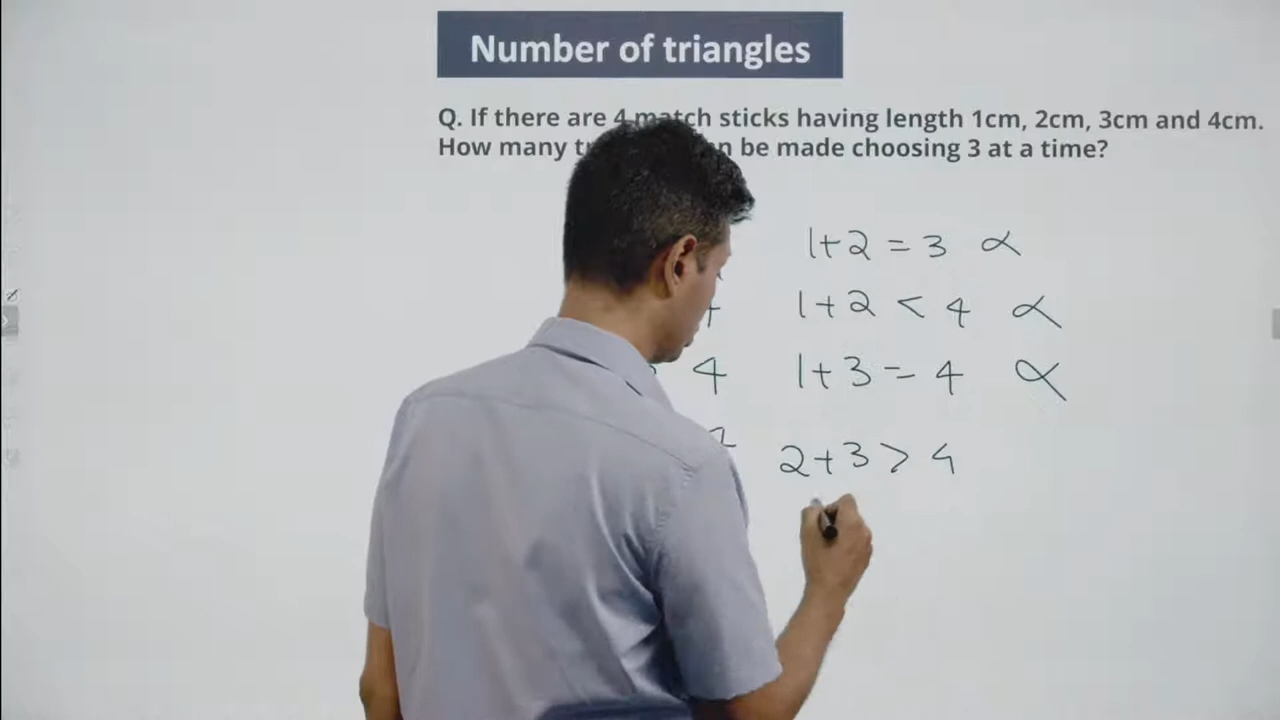 Number of triangles
Q. If there are 4 match sticks having length 1cm, 2cm, 3cm and 4cm.
How many be made choosing 3 at a time?
1+2 = 3 ∝
1+2 < 4 ∝
4 1+3 = 4 ∝
2+3 > 4